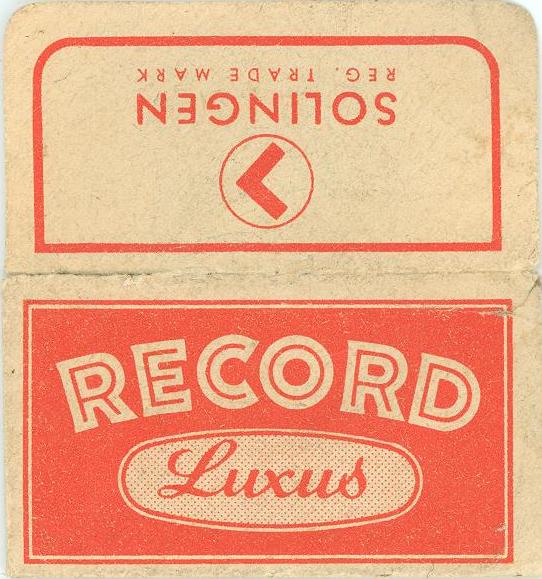 REG. TRADE MARK
SOLINGEN
RECORD
Luxus